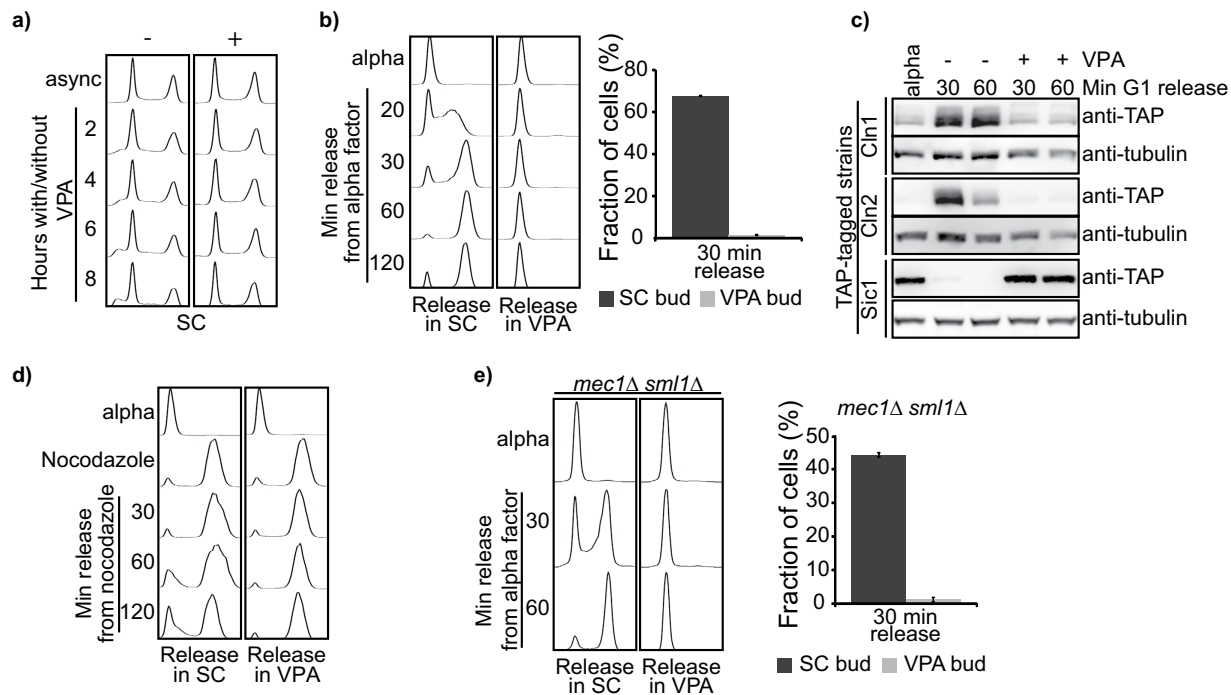 a)
- +
async
2
4
6
8
Hours with/without
VPA
SC
b)
alpha
20
30
60
120
Min release
from alpha factor
Release
in SC
Release
in VPA
Fraction of cells (%)
80
60
40
20
0
30 min
release
SC bud VPA bud
c)
alpha - - + + VPA
30 60 30 60 Min G1 release
TAP-tagged strains
Cln1
anti-TAP
anti-tubulin
Cln2
anti-TAP
anti-tubulin
Sic1
anti-TAP
anti-tubulin
d)
alpha
Nocodazole
30
60
120
Min release
from nocodazole
Release
in SC
Release
in VPA
e)
mec1Δ sml1Δ
alpha
30
60
Min release
from alpha factor
Release
in SC
Release
in VPA
mec1Δ sml1Δ
Fraction of cells (%)
50
40
30
20
10
0
30 min
release
SC bud VPA bud